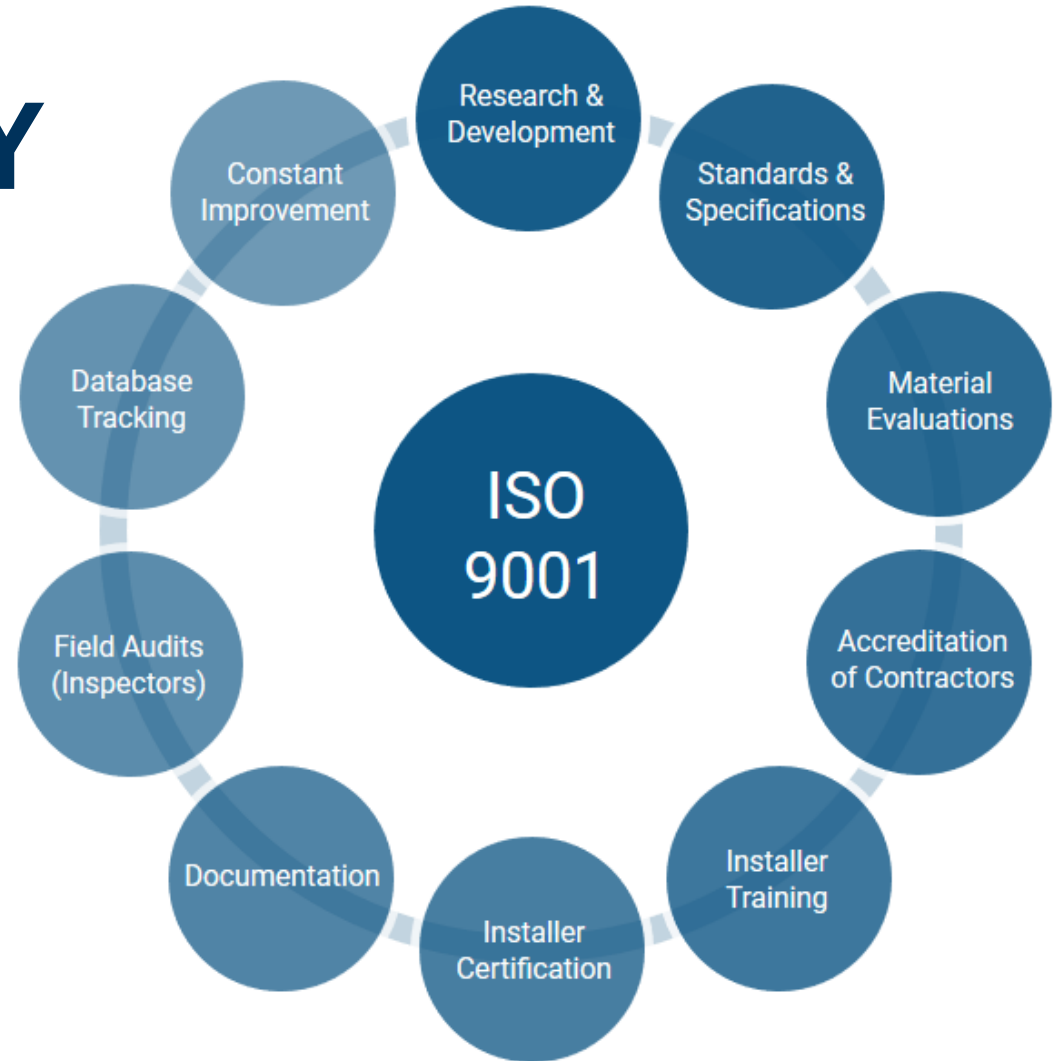 Y
Research &
Development
Standards &
Specifications
Material
Evaluations
Accreditation
of Contractors
Installer
Training
Installer
Certification
Documentation
Field Audits
(Inspectors)
Database
Tracking
Constant
Improvement
ISO
9001